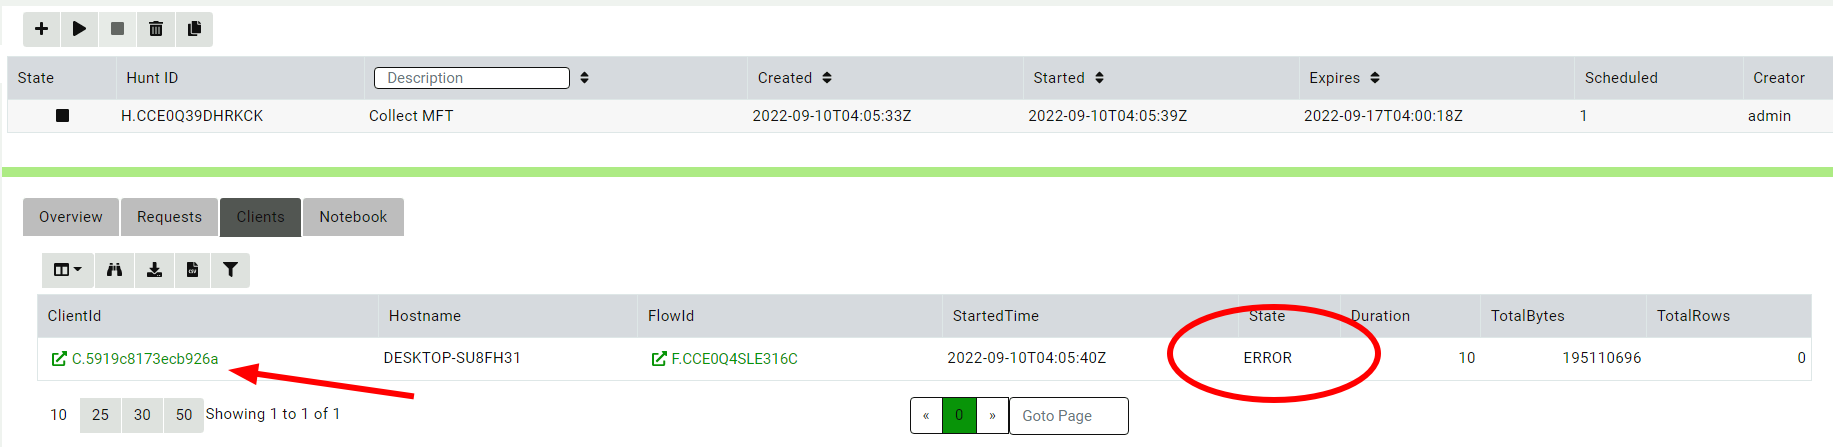 State Hunt ID Description Created Started Expires Scheduled Creator
H.CCE0Q39DHRKCK Collect MFT 2022-09-10T04:05:33Z 2022-09-10T04:05:39Z 2022-09-17T04:00:18Z 1 admin
Overview Requests Clients Notebook
CSV
ClientId Hostname FlowId StartedTime State Duration TotalBytes TotalRows
C.5919c8173ecb926a DESKTOP-SU8FH31 F.CCE0Q4SLE316C 2022-09-10T04:05:40Z ERROR 10 195110696 0
10 25 30 50 Showing 1 to 1 of 1 « 0 » Goto Page